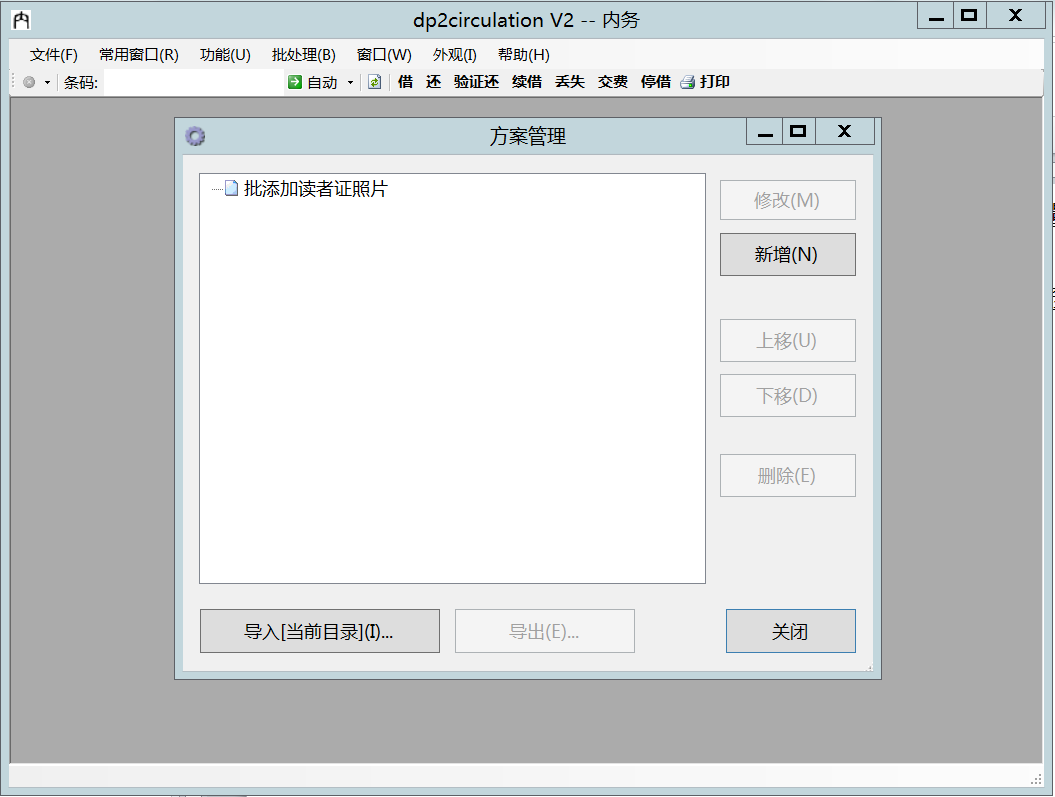 dp2circulation V2 -- 内务
文件(F) 常用窗口(R) 功能(U) 批处理(B) 窗口(W) 外观(I) 帮助(H)
条码: 自动 借 还 验证还 续借 丢失 交费 停借 打印
方案管理
批添加读者证照片
修改(M)
新增(N)
上移(U)
下移(D)
删除(E)
导入[当前目录](I)... 导出(E)... 关闭